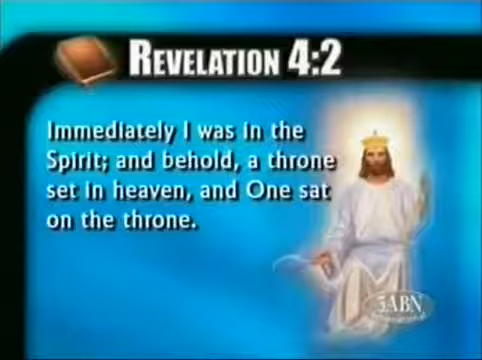 REVELATION 4:2
Immediately I was in the
Spirit; and behold, a throne
set in heaven, and One sat
on the throne.
3ABN